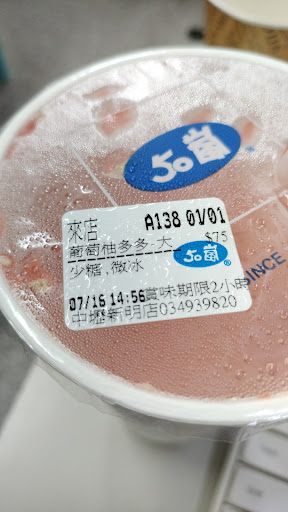 50嵐
來店 A138 01/01
葡萄柚多多-大 $75
少糖,微冰 50嵐®
07/16 14:56賞味期限2小時
中壢新明店034939820
INCE